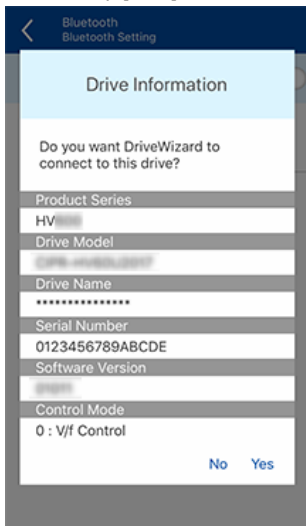 Bluetooth
Bluetooth Setting
Drive Information
Do you want DriveWizard to
connect to this drive?
Product Series
HV
Drive Model
Drive Name
***************
Serial Number
0123456789ABCDE
Software Version
Control Mode
0 : V/f Control
No Yes